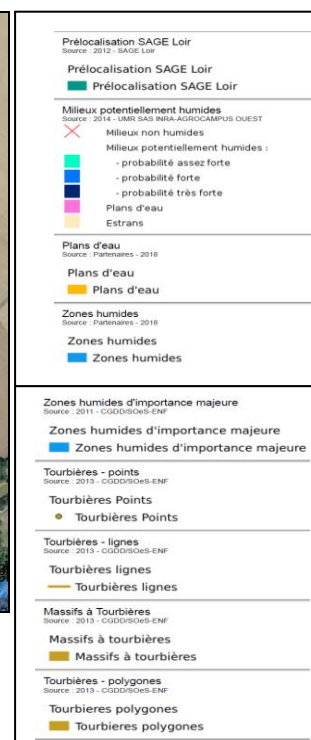 Prélocalisation SAGE Loir
Source : 2012 - SAGE Loir
Prélocalisation SAGE Loir
Prélocalisation SAGE Loir
Milieux potentiellement humides
Source : 2014 - UMR SAS INRA-AGROCAMPUS OUEST
Milieux non humides
Milieux potentiellement humides :
- probabilité assez forte
- probabilité forte
- probabilité très forte
Plans d'eau
Estrans
Plans d'eau
Source : Partenaires - 2018
Plans d'eau
Plans d'eau
Zones humides
Source : Partenaires - 2018
Zones humides
Zones humides
Zones humides d'importance majeure
Source : 2011 - CGDD/SOeS-ENF
Zones humides d'importance majeure
Zones humides d'importance majeure
Tourbières - points
Source : 2013 - CGDD/SOeS-ENF
Tourbières Points
Tourbières Points
Tourbières - lignes
Source : 2013 - CGDD/SOeS-ENF
Tourbières lignes
Tourbières lignes
Massifs à Tourbières
Source : 2013 - CGDD/SOeS-ENF
Massifs à tourbières
Massifs à tourbières
Tourbières - polygones
Source : 2013 - CGDD/SOeS-ENF
Tourbieres polygones
Tourbieres polygones